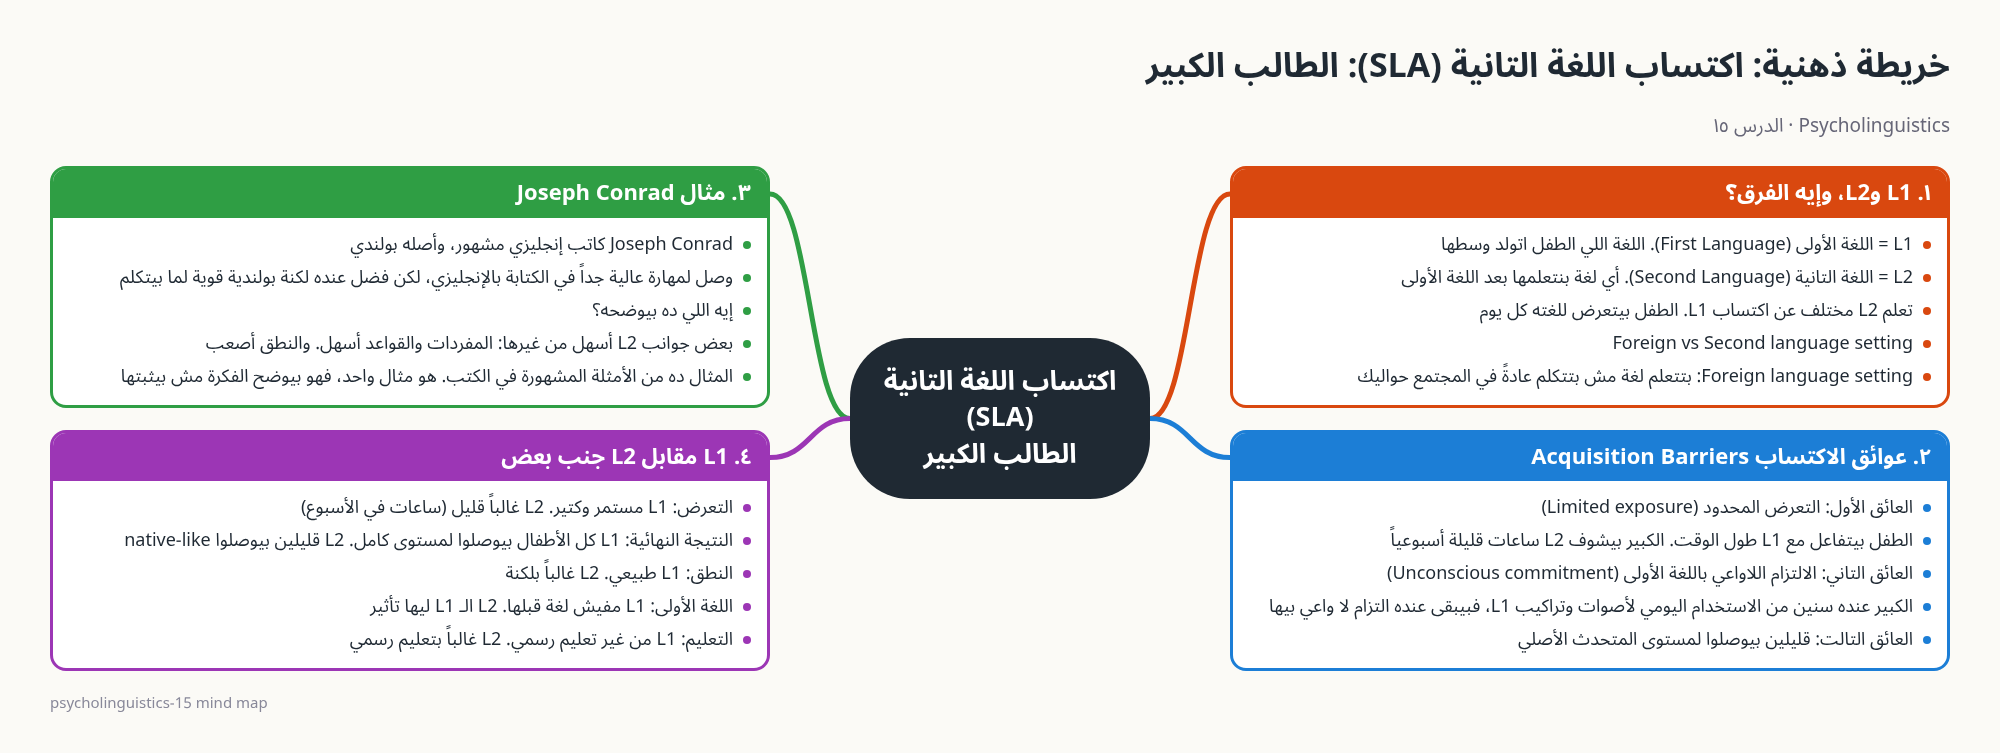 خريطة ذهنية: اكتساب اللغة التانية (SLA): الطالب الكبير
Psycholinguistics · الدرس ١٥
١. L1 وL2، وإيه الفرق؟
L1 = اللغة الأولى (First Language). اللغة اللي الطفل اتولد وسطها
L2 = اللغة التانية (Second Language). أي لغة بنتعلمها بعد اللغة الأولى
تعلم L2 مختلف عن اكتساب L1. الطفل بيتعرض للغته كل يوم
Foreign vs Second language setting
Foreign language setting: بتتعلم لغة مش بتتكلم عادةً في المجتمع حواليك
٢. عوائق الاكتساب Acquisition Barriers
العائق الأول: التعرض المحدود (Limited exposure)
الطفل بيتفاعل مع L1 طول الوقت. الكبير بيشوف L2 ساعات قليلة أسبوعياً
العائق التاني: الالتزام اللاواعي باللغة الأولى (Unconscious commitment)
الكبير عنده سنين من الاستخدام اليومي لأصوات وتراكيب L1، فبيبقى عنده التزام لا واعي بيها
العائق التالت: قليلين بيوصلوا لمستوى المتحدث الأصلي
اكتساب اللغة التانية
(SLA)
الطالب الكبير
٣. مثال Joseph Conrad
Joseph Conrad كاتب إنجليزي مشهور، وأصله بولندي
وصل لمهارة عالية جداً في الكتابة بالإنجليزي، لكن فضل عنده لكنة بولندية قوية لما بيتكلم
إيه اللي ده بيوضحه؟
بعض جوانب L2 أسهل من غيرها: المفردات والقواعد أسهل. والنطق أصعب
المثال ده من الأمثلة المشهورة في الكتب. هو مثال واحد، فهو بيوضح الفكرة مش بيثبتها
٤. L1 مقابل L2 جنب بعض
التعرض: L1 مستمر وكتير. L2 غالباً قليل (ساعات في الأسبوع)
النتيجة النهائية: L1 كل الأطفال بيوصلوا لمستوى كامل. L2 قليلين بيوصلوا native-like
النطق: L1 طبيعي. L2 غالباً بلكنة
اللغة الأولى: L1 مفيش لغة قبلها. L2 الـ L1 ليها تأثير
التعليم: L1 من غير تعليم رسمي. L2 غالباً بتعليم رسمي
psycholinguistics-15 mind map